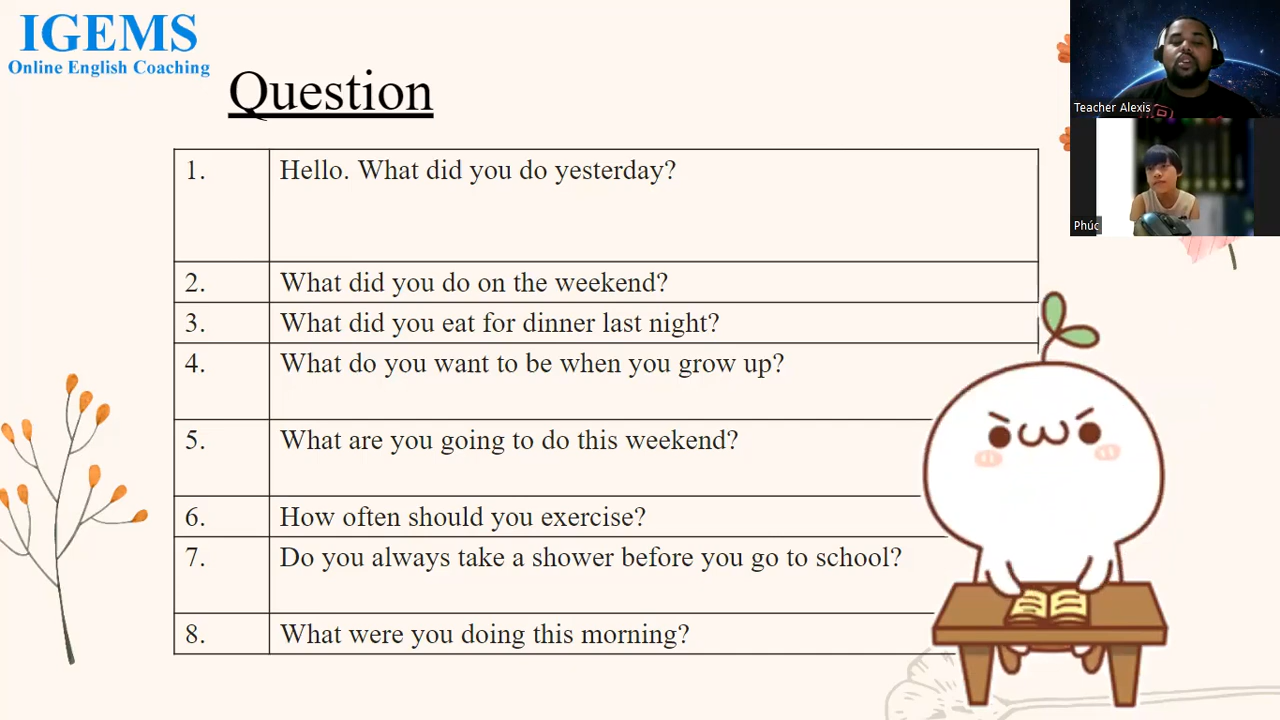 IGEMS
Online English Coaching
Question
1. Hello. What did you do yesterday?
2. What did you do on the weekend?
3. What did you eat for dinner last night?
4. What do you want to be when you grow up?
5. What are you going to do this weekend?
6. How often should you exercise?
7. Do you always take a shower before you go to school?
8. What were you doing this morning?
Teacher Alexis
Phúc